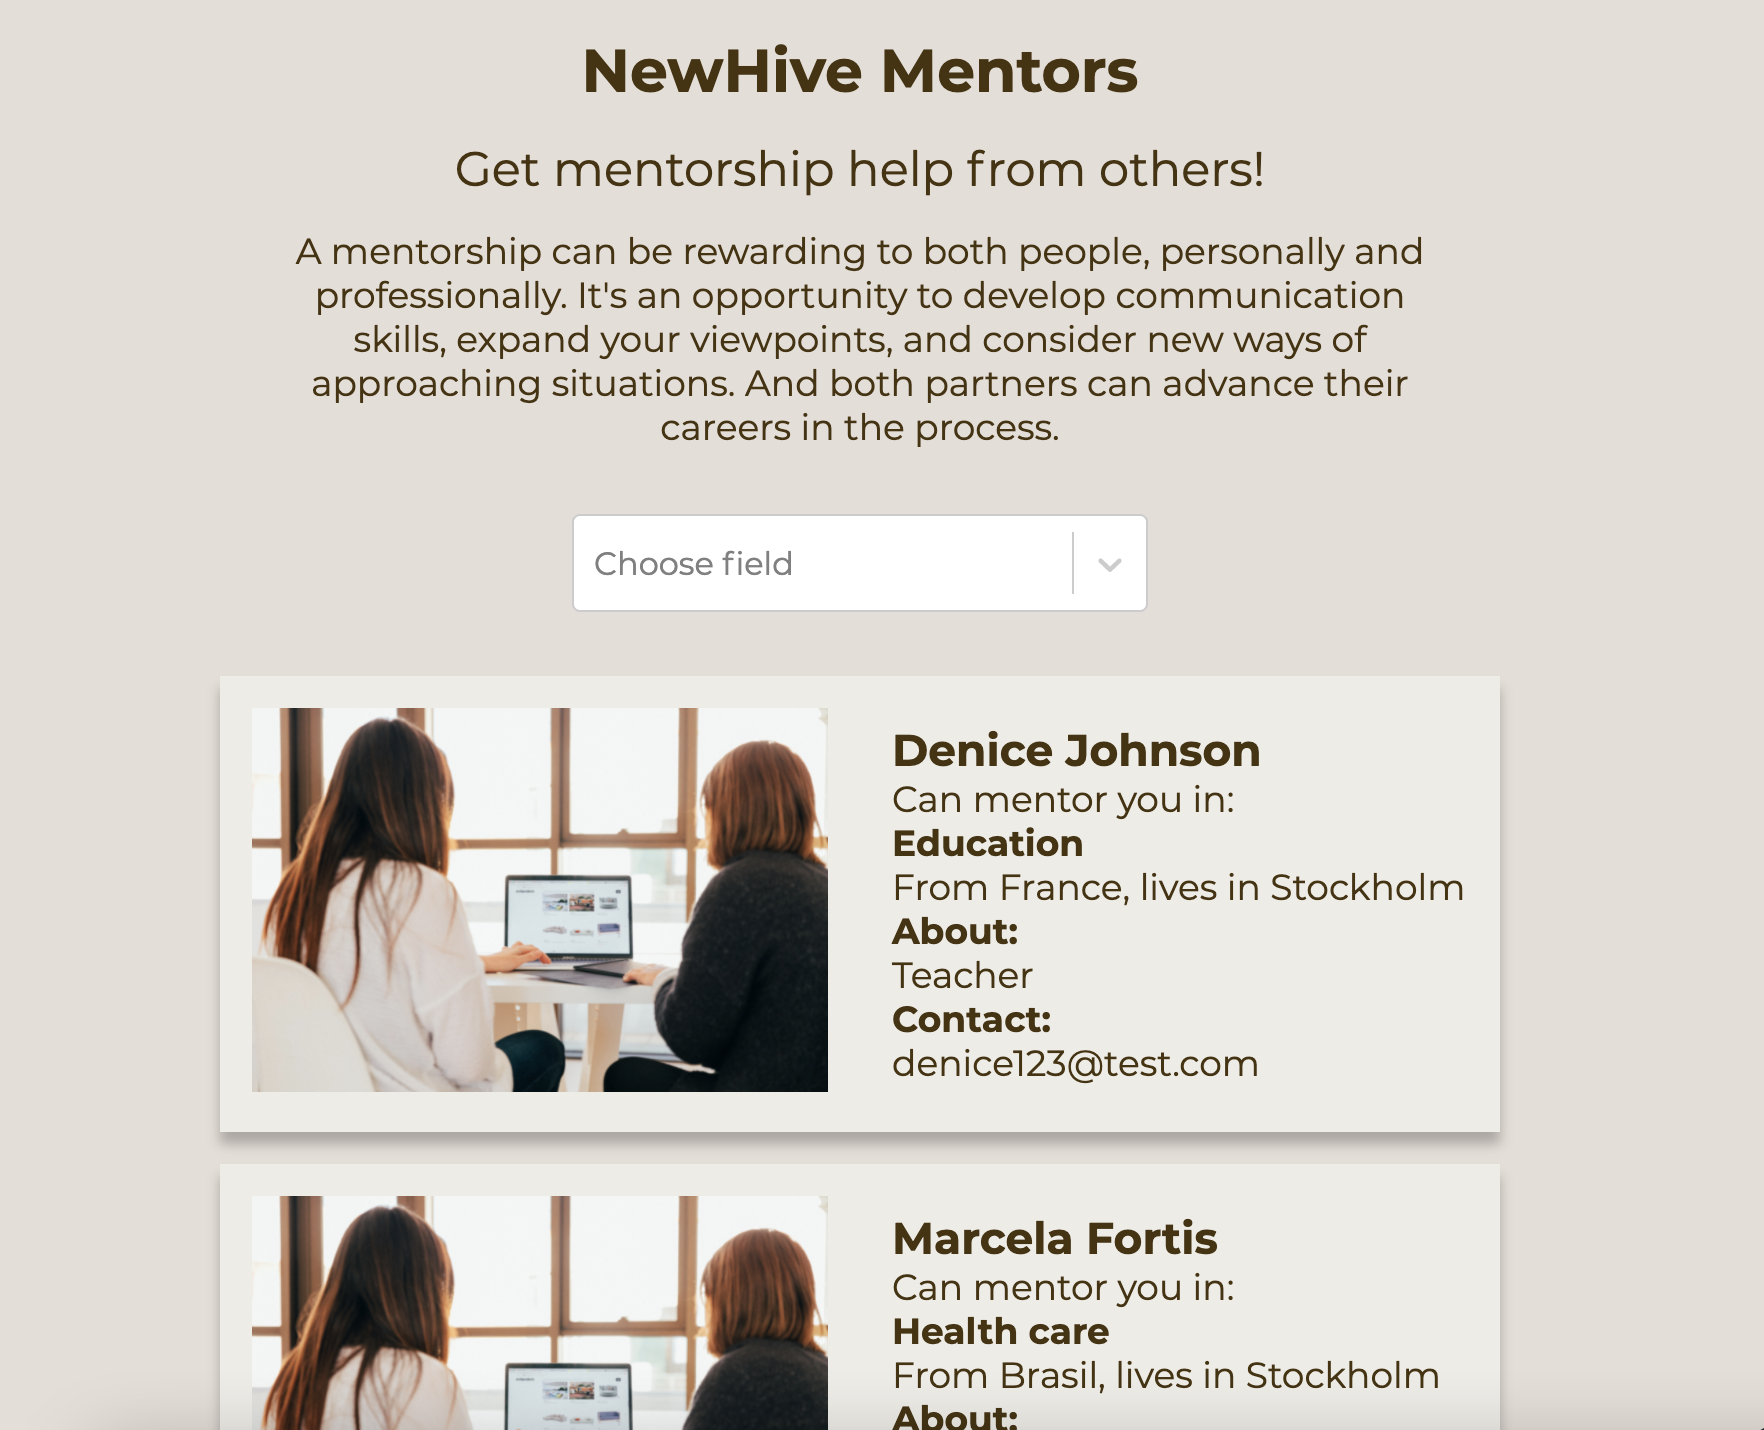 NewHive Mentors
Get mentorship help from others!
A mentorship can be rewarding to both people, personally and
professionally. It's an opportunity to develop communication
skills, expand your viewpoints, and consider new ways of
approaching situations. And both partners can advance their
careers in the process.
Choose field
Denice Johnson
Can mentor you in:
Education
From France, lives in Stockholm
About:
Teacher
Contact:
denice123@test.com
Marcela Fortis
Can mentor you in:
Health care
From Brasil, lives in Stockholm
About: